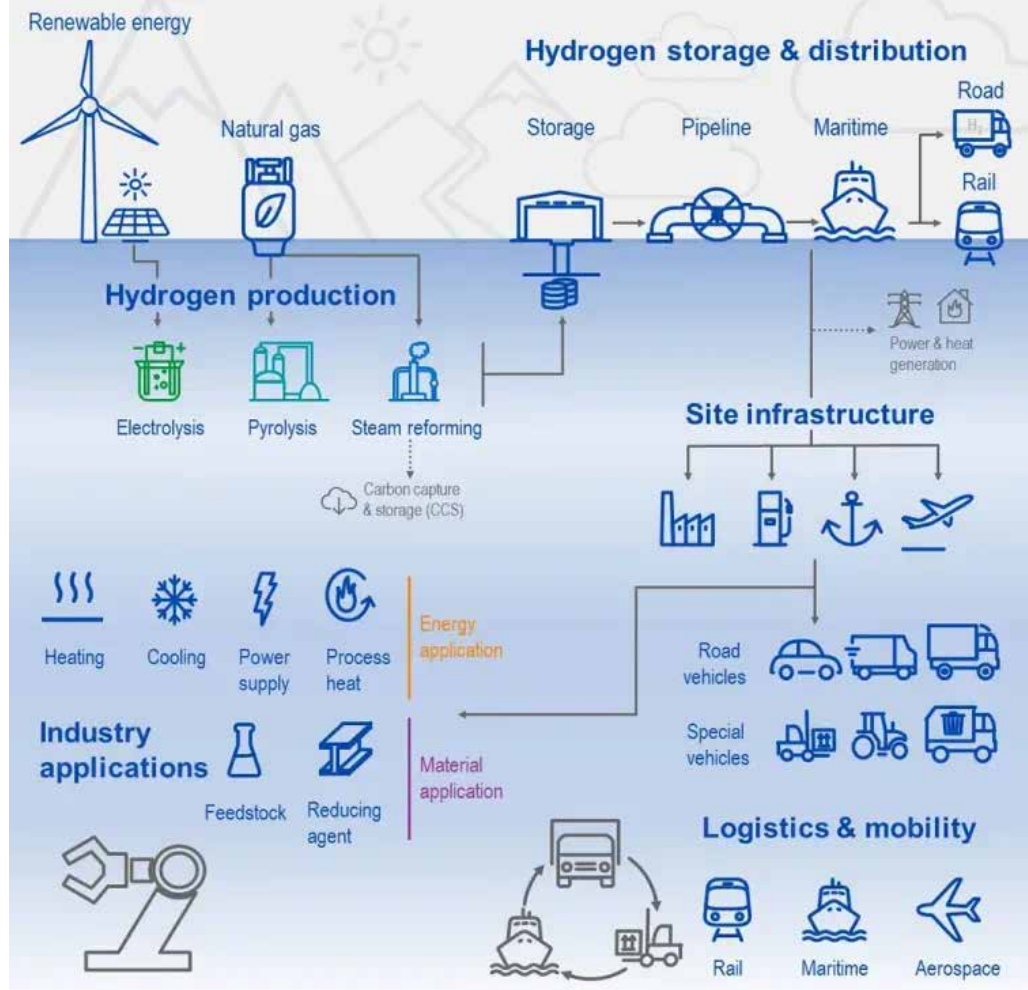 Renewable energy
Natural gas
Hydrogen storage & distribution
Storage
Pipeline
Maritime
Road
H₂
Rail
Hydrogen production
Electrolysis
Pyrolysis
Steam reforming
Carbon capture
& storage (CCS)
Power & heat
generation
Site infrastructure
Heating
Cooling
Power
supply
Process
heat
Energy
application
Industry
applications
Feedstock
Reducing
agent
Material
application
Road
vehicles
Special
vehicles
Logistics & mobility
Rail
Maritime
Aerospace